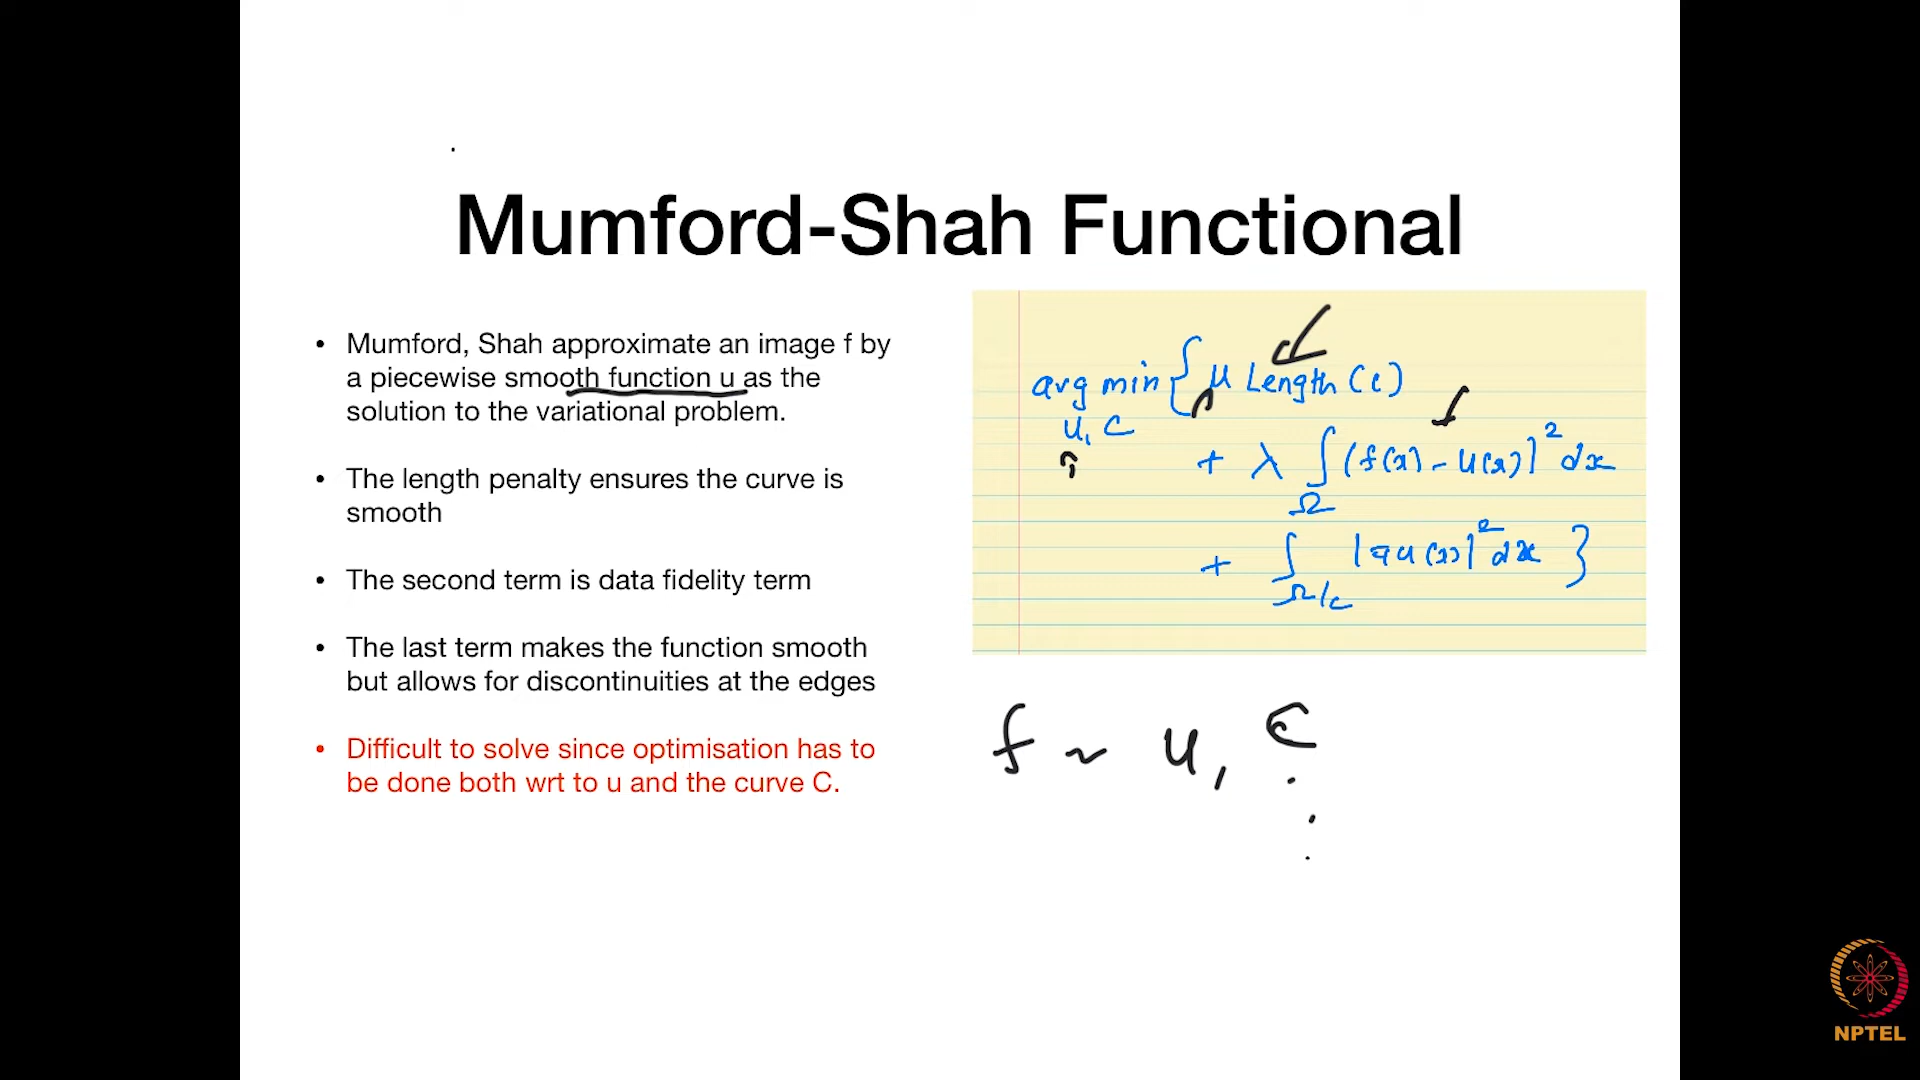 Mumford-Shah Functional
• Mumford, Shah approximate an image f by
a piecewise smooth function u as the
solution to the variational problem.
• The length penalty ensures the curve is
smooth
• The second term is data fidelity term
• The last term makes the function smooth
but allows for discontinuities at the edges
• Difficult to solve since optimisation has to
be done both wrt to u and the curve C.
arg min { μ Length (C)
u, C
+ λ ∫ (f(x) - u(x))² dx
Ω
+ ∫ |∇u(x)|² dx }
Ω/C
f ~ u, C
NPTEL